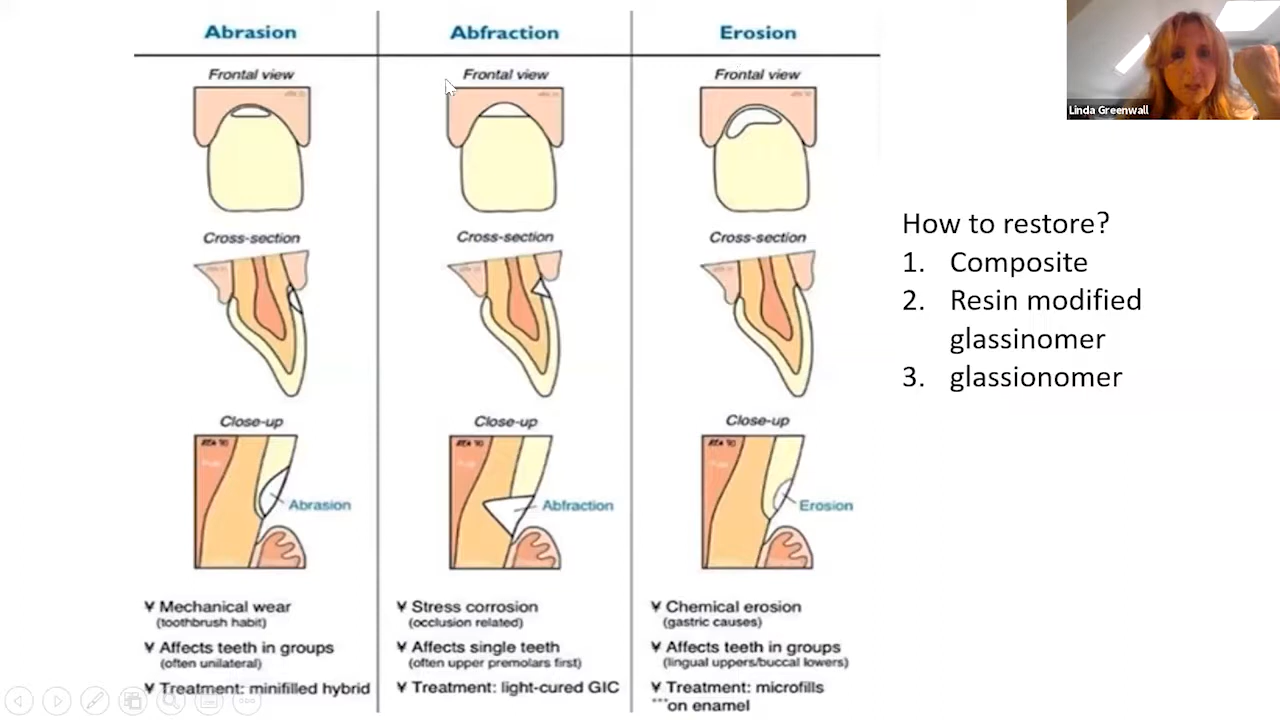 Abrasion
Frontal view
Cross-section
Close-up
Abrasion
¥ Mechanical wear
(toothbrush habit)
¥ Affects teeth in groups
(often unilateral)
¥ Treatment: minifilled hybrid
Abfraction
Frontal view
Cross-section
Close-up
Abfraction
¥ Stress corrosion
(occlusion related)
¥ Affects single teeth
(often upper premolars first)
¥ Treatment: light-cured GIC
Erosion
Frontal view
Cross-section
Close-up
Erosion
¥ Chemical erosion
(gastric causes)
¥ Affects teeth in groups
(lingual uppers/buccal lowers)
¥ Treatment: microfills
on enamel
Linda Greenwall
How to restore?
1. Composite
2. Resin modified
glassinomer
3. glassionomer